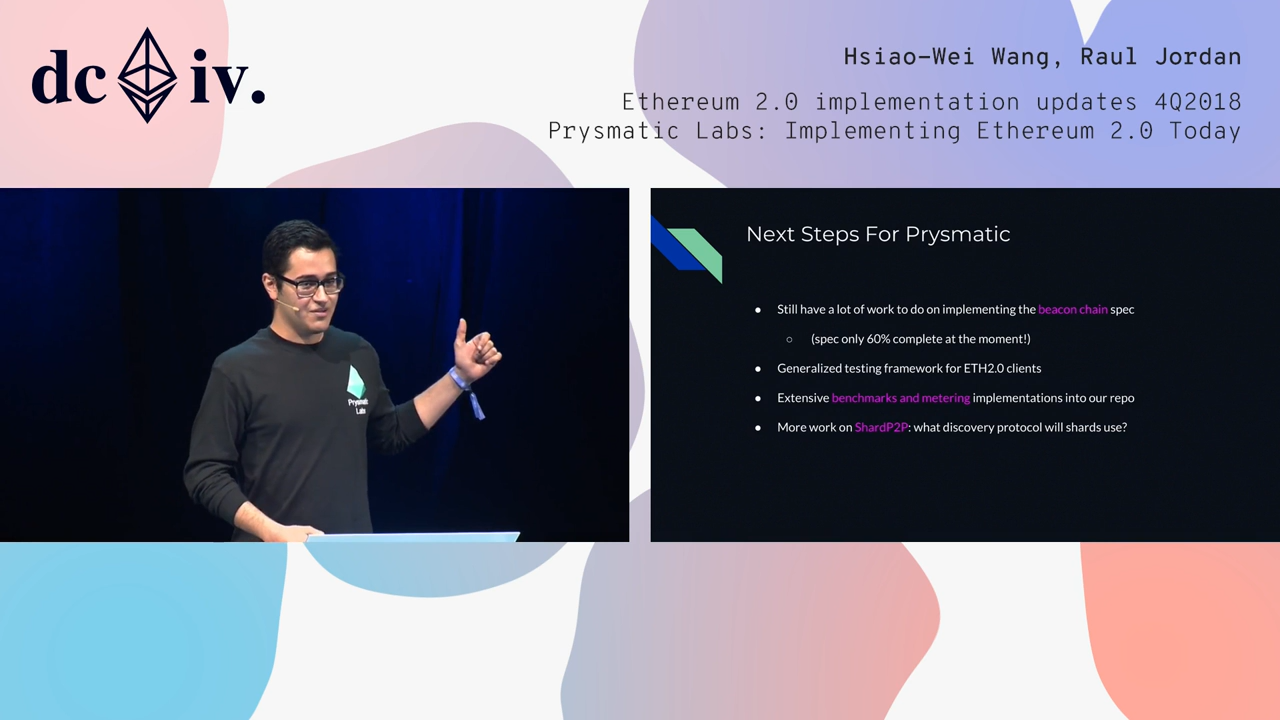 dc iv.
Hsiao-Wei Wang, Raul Jordan
Ethereum 2.0 implementation updates 4Q2018
Prysmatic Labs: Implementing Ethereum 2.0 Today
Prysmatic
Labs
Next Steps For Prysmatic
● Still have a lot of work to do on implementing the beacon chain spec
○ (spec only 60% complete at the moment!)
● Generalized testing framework for ETH2.0 clients
● Extensive benchmarks and metering implementations into our repo
● More work on ShardP2P: what discovery protocol will shards use?